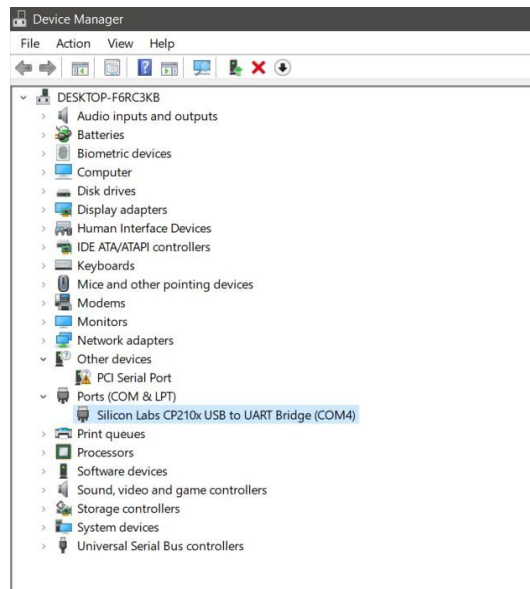 Device Manager
File Action View Help
DESKTOP-F6RC3KB
Audio inputs and outputs
Batteries
Biometric devices
Computer
Disk drives
Display adapters
Human Interface Devices
IDE ATA/ATAPI controllers
Keyboards
Mice and other pointing devices
Modems
Monitors
Network adapters
Other devices
PCI Serial Port
Ports (COM & LPT)
Silicon Labs CP210x USB to UART Bridge (COM4)
Print queues
Processors
Software devices
Sound, video and game controllers
Storage controllers
System devices
Universal Serial Bus controllers